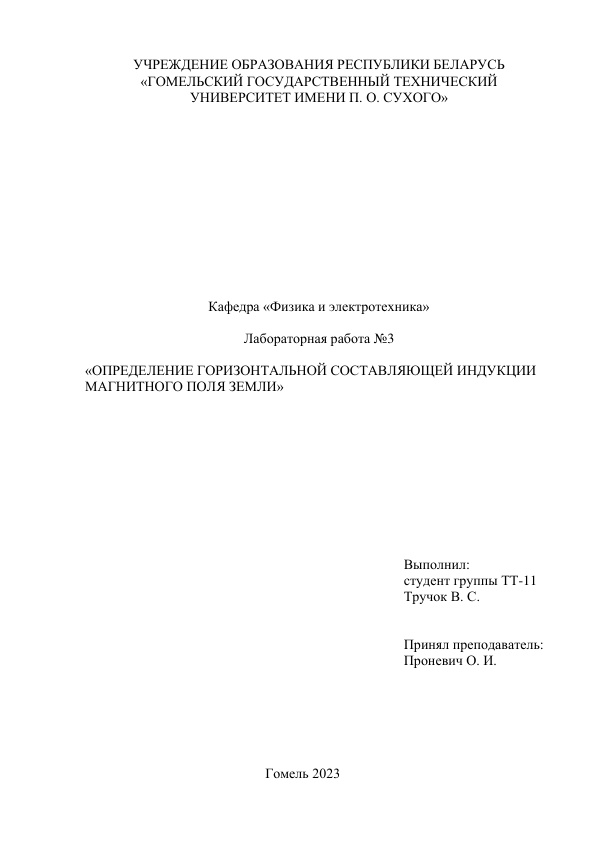 УЧРЕЖДЕНИЕ ОБРАЗОВАНИЯ РЕСПУБЛИКИ БЕЛАРУСЬ
«ГОМЕЛЬСКИЙ ГОСУДАРСТВЕННЫЙ ТЕХНИЧЕСКИЙ
УНИВЕРСИТЕТ ИМЕНИ П. О. СУХОГО»
Кафедра «Физика и электротехника»
Лабораторная работа №3
«ОПРЕДЕЛЕНИЕ ГОРИЗОНТАЛЬНОЙ СОСТАВЛЯЮЩЕЙ ИНДУКЦИИ
МАГНИТНОГО ПОЛЯ ЗЕМЛИ»
Выполнил:
студент группы ТТ-11
Тручок В. С.
Принял преподаватель:
Проневич О. И.
Гомель 2023